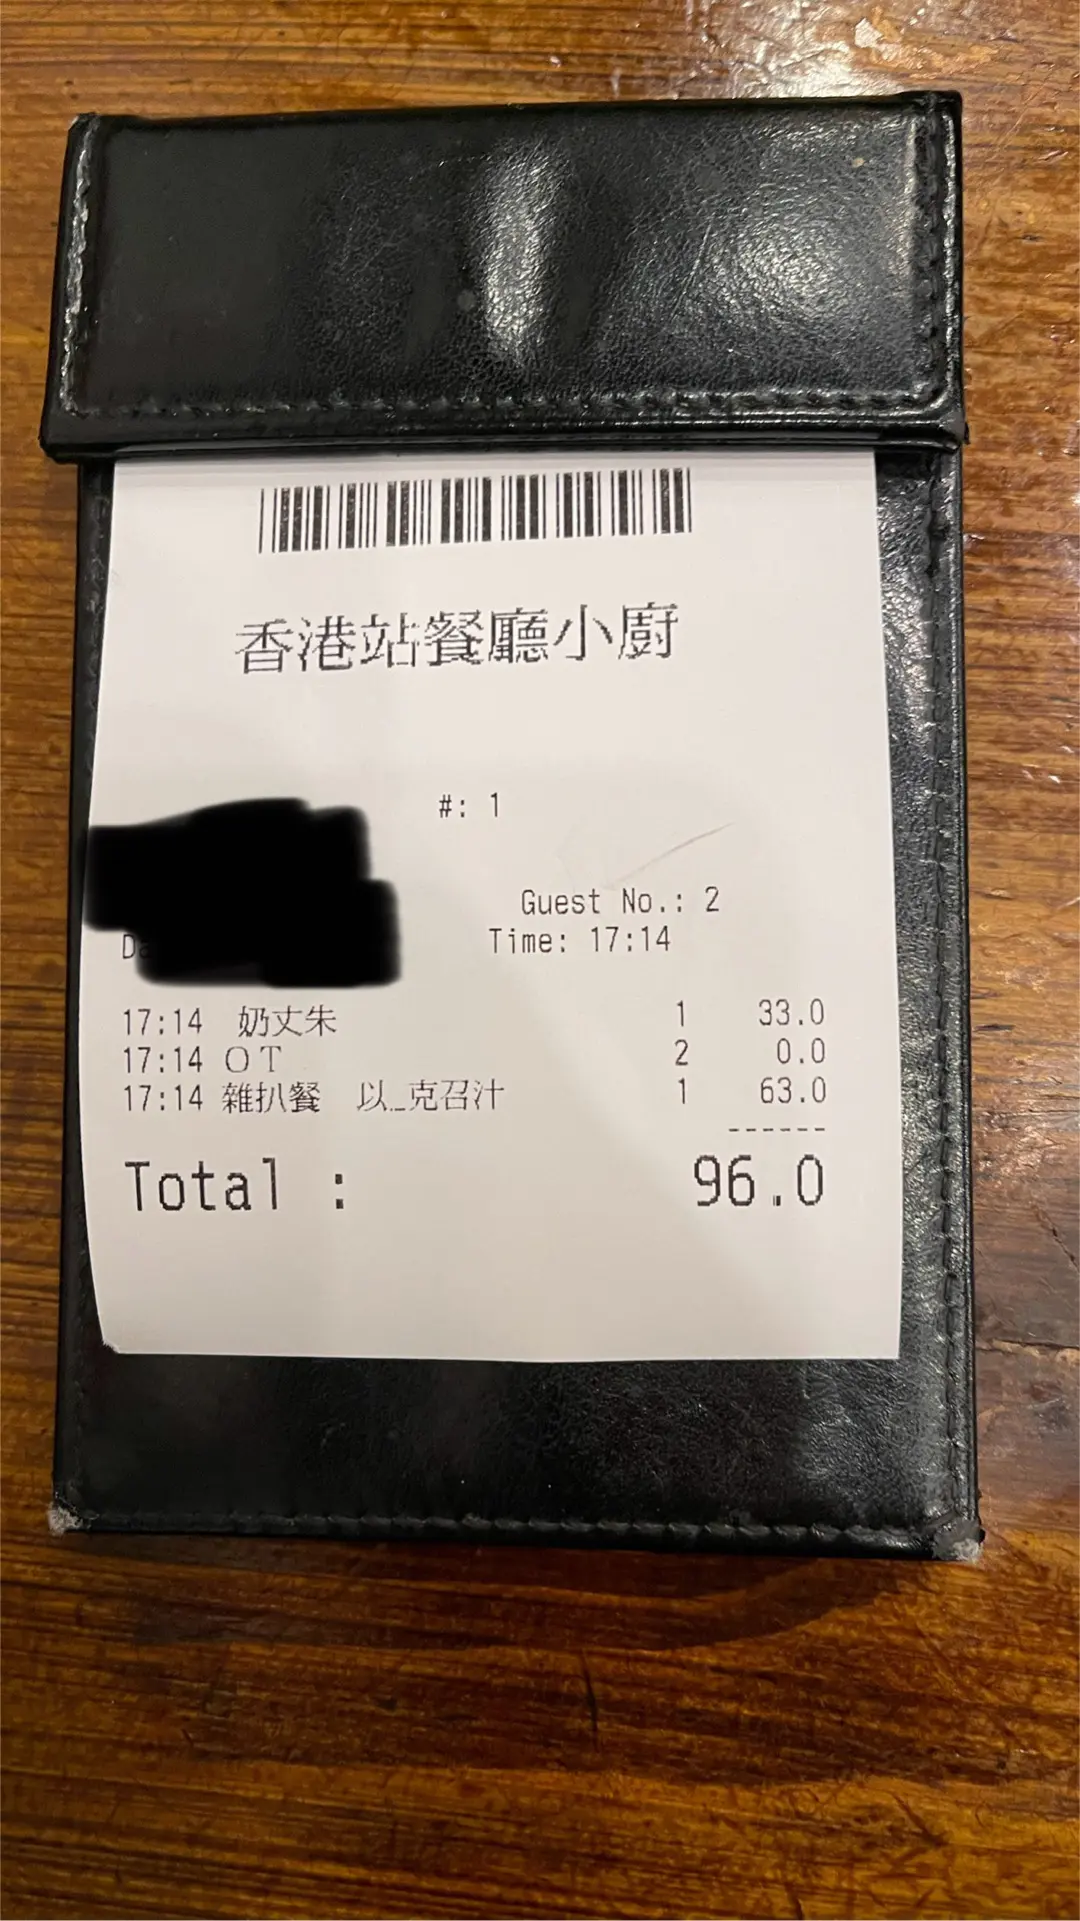 香港站餐廳小廚
#: 1
Guest No.: 2
Time: 17:14
17:14 奶丈朱 1 33.0
17:14 ＯＴ 2 0.0
17:14 雜扒餐 以_克召汁 1 63.0
------
Total : 96.0